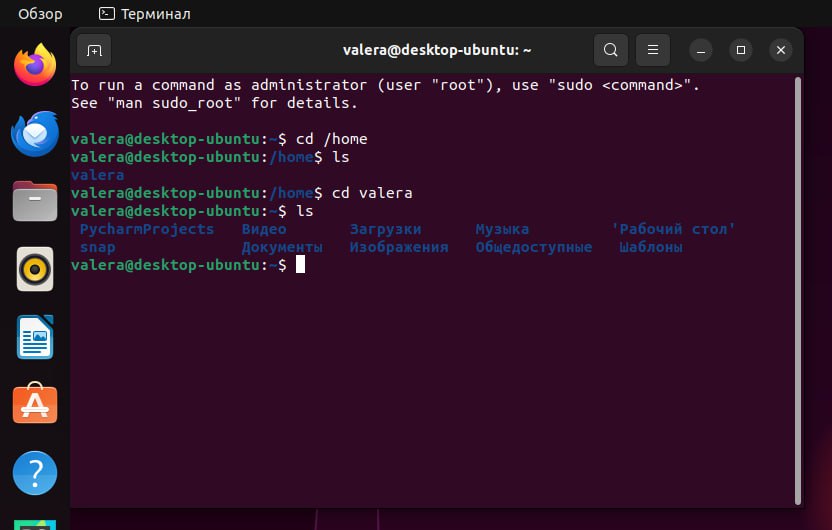 Обзор Терминал
valera@desktop-ubuntu: ~
To run a command as administrator (user "root"), use "sudo <command>".
See "man sudo_root" for details.
valera@desktop-ubuntu:~$ cd /home
valera@desktop-ubuntu:/home$ ls
valera
valera@desktop-ubuntu:/home$ cd valera
valera@desktop-ubuntu:~$ ls
PycharmProjects Видео Загрузки Музыка 'Рабочий стол'
snap Документы Изображения Общедоступные Шаблоны
valera@desktop-ubuntu:~$